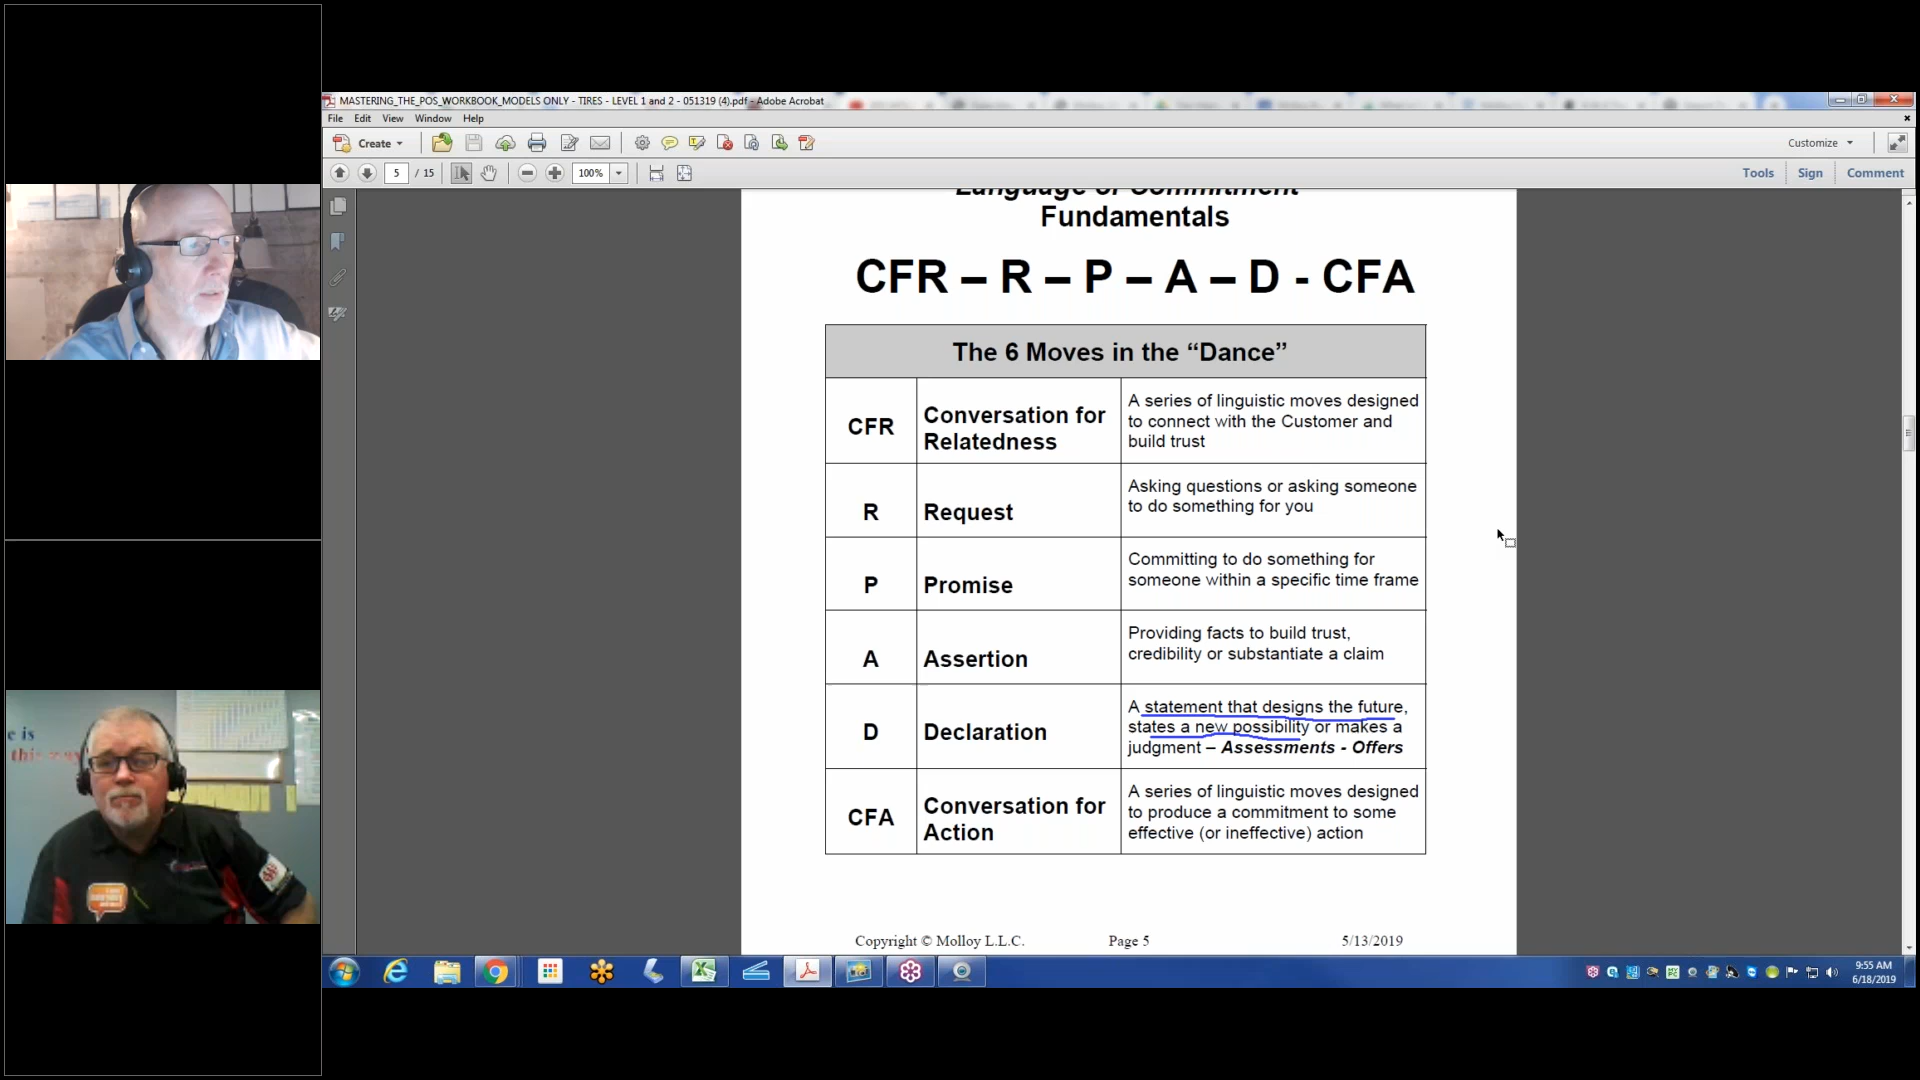 MASTERING_THE_POS_WORKBOOK_MODELS ONLY - TIRES - LEVEL 1 and 2 - 051319 (4).pdf - Adobe Acrobat
File Edit View Window Help
Create
Customize
5 / 15
100%
Tools Sign Comment
Language of Commitment
Fundamentals
CFR – R – P – A – D - CFA
The 6 Moves in the “Dance”
CFR
Conversation for
Relatedness
A series of linguistic moves designed
to connect with the Customer and
build trust
R
Request
Asking questions or asking someone
to do something for you
P
Promise
Committing to do something for
someone within a specific time frame
A
Assertion
Providing facts to build trust,
credibility or substantiate a claim
D
Declaration
A statement that designs the future,
states a new possibility or makes a
judgment – Assessments - Offers
CFA
Conversation for
Action
A series of linguistic moves designed
to produce a commitment to some
effective (or ineffective) action
Copyright © Molloy L.L.C. Page 5 5/13/2019
e is
this way
9:55 AM
6/18/2019